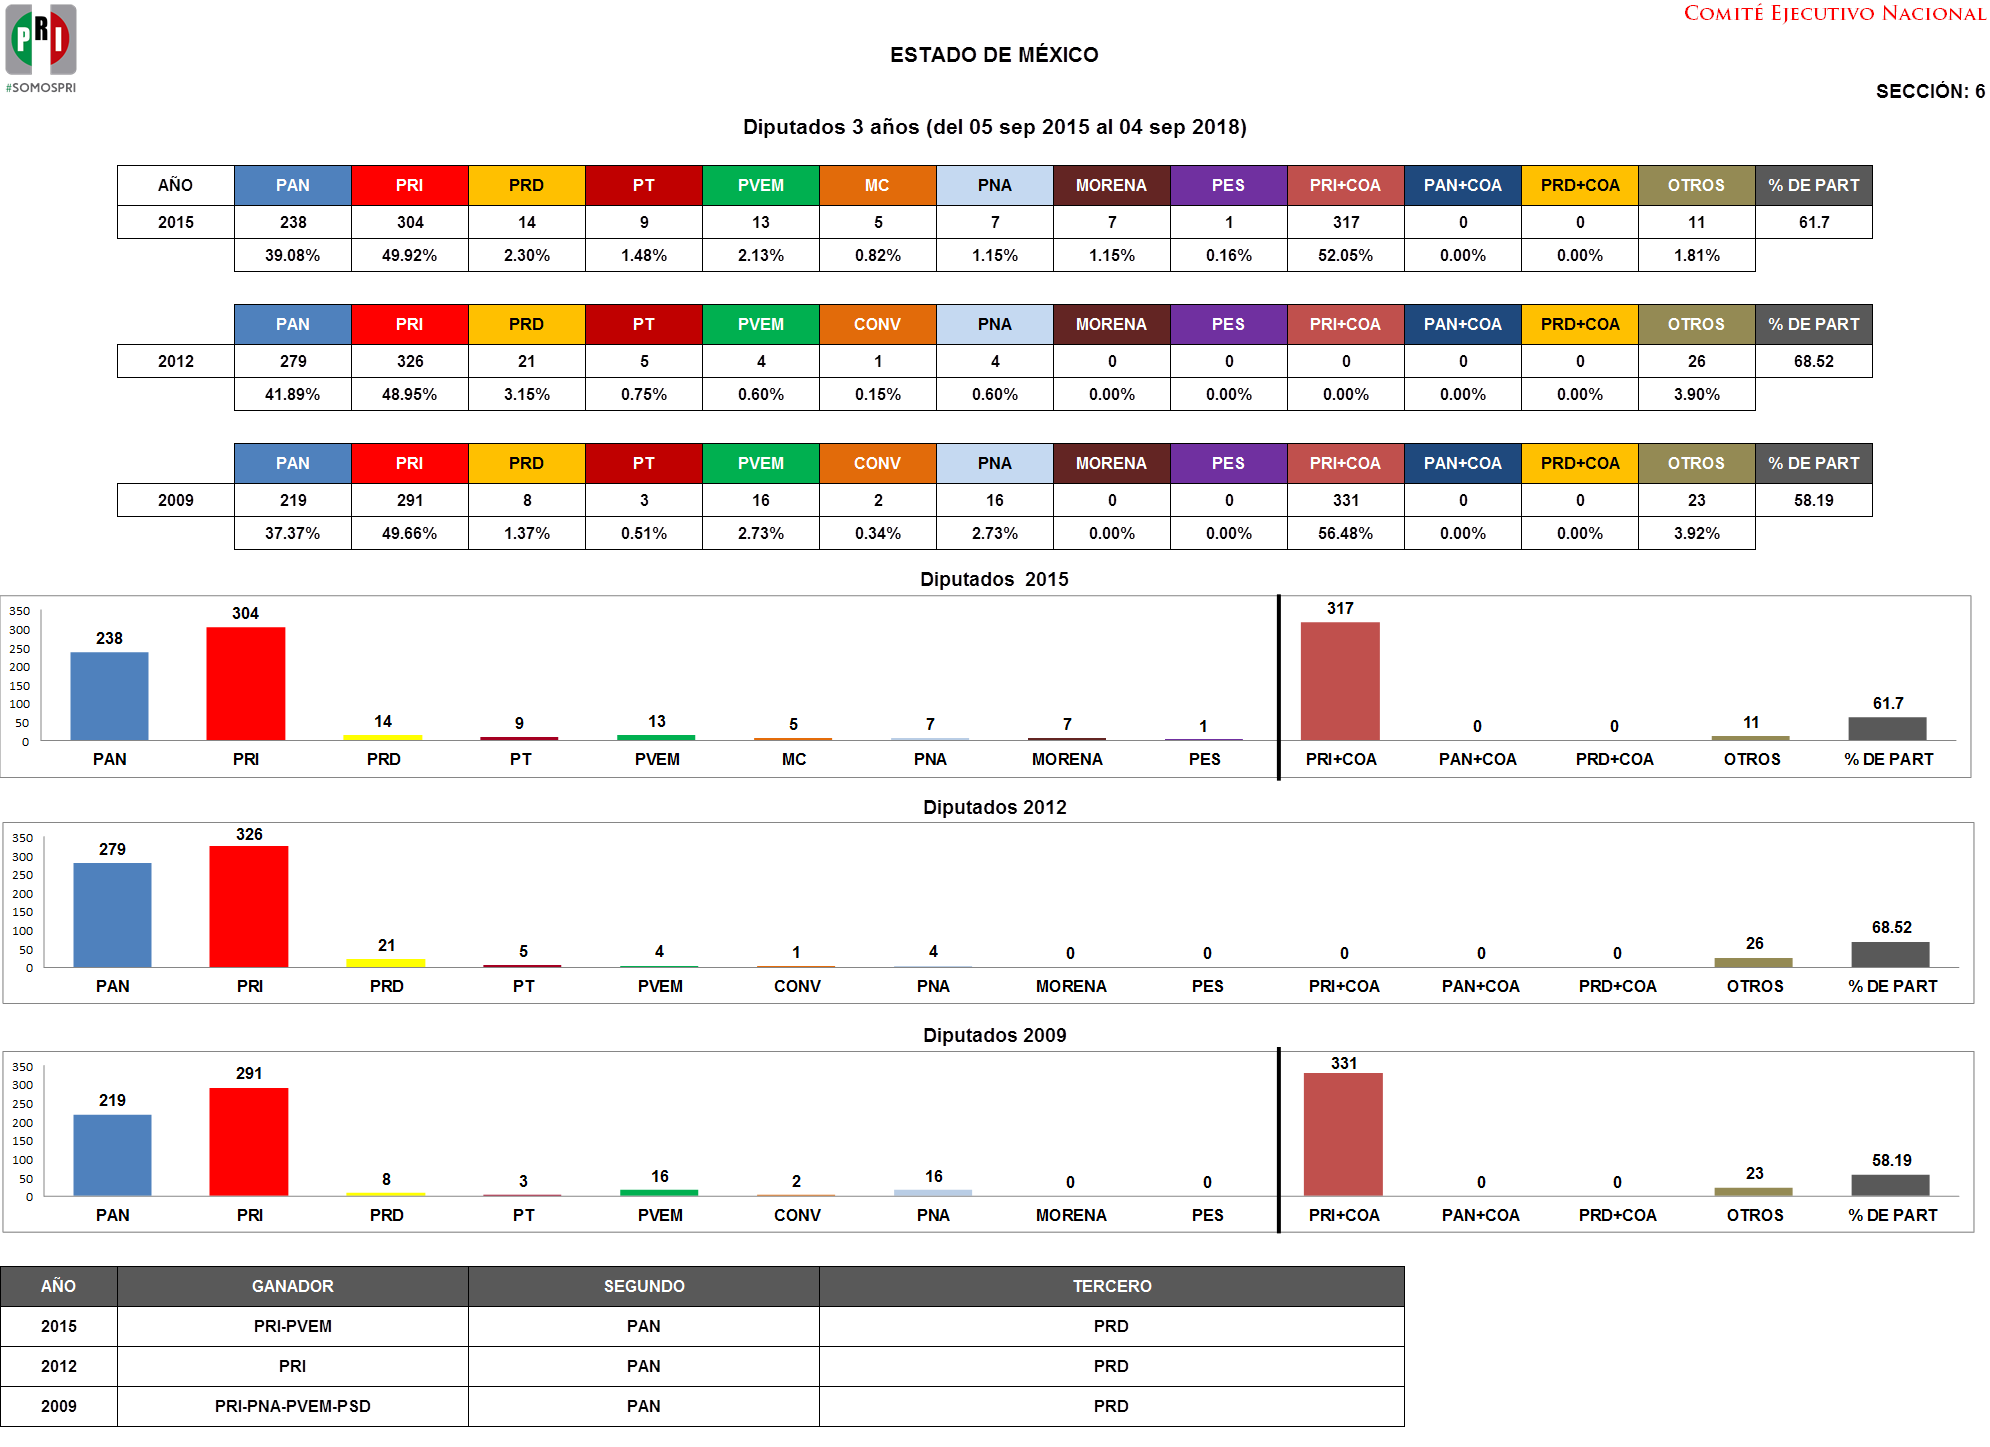 PRI
#SOMOSPRI
COMITÉ EJECUTIVO NACIONAL
ESTADO DE MÉXICO
SECCIÓN: 6
Diputados 3 años (del 05 sep 2015 al 04 sep 2018)
AÑO PAN PRI PRD PT PVEM MC PNA MORENA PES PRI+COA PAN+COA PRD+COA OTROS % DE PART
2015 238 304 14 9 13 5 7 7 1 317 0 0 11 61.7
39.08% 49.92% 2.30% 1.48% 2.13% 0.82% 1.15% 1.15% 0.16% 52.05% 0.00% 0.00% 1.81%
PAN PRI PRD PT PVEM CONV PNA MORENA PES PRI+COA PAN+COA PRD+COA OTROS % DE PART
2012 279 326 21 5 4 1 4 0 0 0 0 0 26 68.52
41.89% 48.95% 3.15% 0.75% 0.60% 0.15% 0.60% 0.00% 0.00% 0.00% 0.00% 0.00% 3.90%
PAN PRI PRD PT PVEM CONV PNA MORENA PES PRI+COA PAN+COA PRD+COA OTROS % DE PART
2009 219 291 8 3 16 2 16 0 0 331 0 0 23 58.19
37.37% 49.66% 1.37% 0.51% 2.73% 0.34% 2.73% 0.00% 0.00% 56.48% 0.00% 0.00% 3.92%
Diputados 2015
350
300
250
200
150
100
50
0
238 304 14 9 13 5 7 7 1 317 0 0 11 61.7
PAN PRI PRD PT PVEM MC PNA MORENA PES PRI+COA PAN+COA PRD+COA OTROS % DE PART
Diputados 2012
350
300
250
200
150
100
50
0
279 326 21 5 4 1 4 0 0 0 0 0 26 68.52
PAN PRI PRD PT PVEM CONV PNA MORENA PES PRI+COA PAN+COA PRD+COA OTROS % DE PART
Diputados 2009
350
300
250
200
150
100
50
0
219 291 8 3 16 2 16 0 0 331 0 0 23 58.19
PAN PRI PRD PT PVEM CONV PNA MORENA PES PRI+COA PAN+COA PRD+COA OTROS % DE PART
AÑO GANADOR SEGUNDO TERCERO
2015 PRI-PVEM PAN PRD
2012 PRI PAN PRD
2009 PRI-PNA-PVEM-PSD PAN PRD